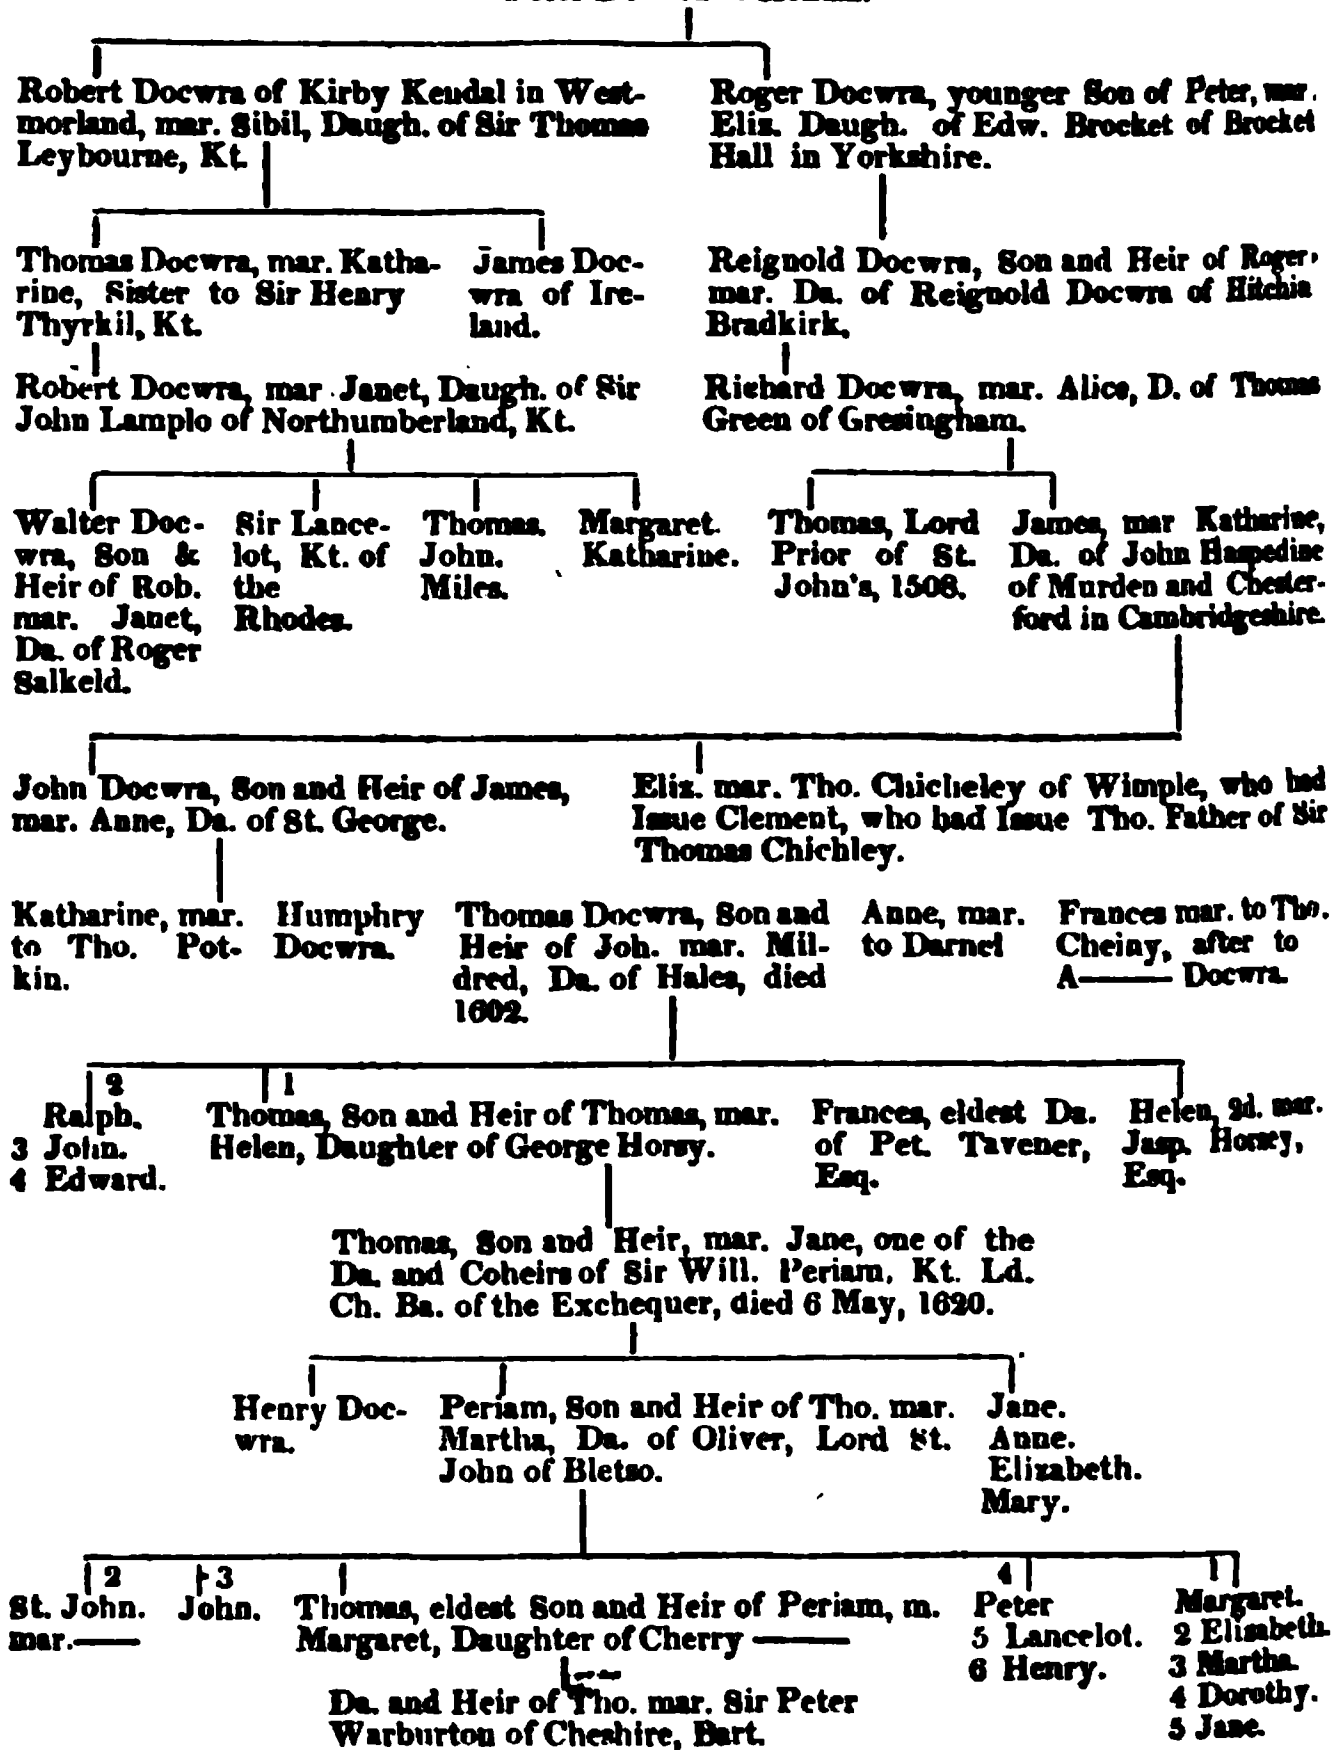 Robert Docwra of Kirby Kendal in West-
morland, mar. Sibil, Daugh. of Sir Thomas
Leybourne, Kt.
Roger Docwra, younger Son of Peter, mar.
Eliz. Daugh. of Edw. Brocket of Brocket
Hall in Yorkshire.
Thomas Docwra, mar. Katha-
rine, Sister to Sir Henry
Thyrkil, Kt.
James Doc-
wra of Ire-
land.
Reignold Docwra, Son and Heir of Roger,
mar. Da. of Reignold Docwra of Hitchin
Bradkirk,
Robert Docwra, mar Janet, Daugh. of Sir
John Lamplo of Northumberland, Kt.
Richard Docwra, mar. Alice, D. of Thomas
Green of Gresingham.
Walter Doc-
wra, Son &
Heir of Rob.
mar. Janet,
Da. of Roger
Salkeld.
Sir Lance-
lot, Kt. of
the
Rhodes.
Thomas.
John.
Miles.
Margaret.
Katharine.
Thomas, Lord
Prior of St.
John's, 1508.
James, mar Katharine,
Da. of John Haspedine
of Murden and Chester-
ford in Cambridgeshire.
John Docwra, Son and Heir of James,
mar. Anne, Da. of St. George.
Eliz. mar. Tho. Chicheley of Wimple, who had
Issue Clement, who had Issue Tho. Father of Sir
Thomas Chichley.
Katharine, mar.
to Tho. Pot-
kin.
Humphry
Docwra.
Thomas Docwra, Son and
Heir of Joh. mar. Mil-
dred, Da. of Hales, died
1602.
Anne, mar.
to Darnel
Frances mar. to Tho.
Cheiny, after to
A—— Docwra.
2
Ralph.
3 John.
4 Edward.
1
Thomas, Son and Heir of Thomas, mar.
Helen, Daughter of George Horsy.
Frances, eldest Da.
of Pet. Tavener,
Esq.
Helen, 2d. mar.
Jasp. Horsey,
Esq.
Thomas, Son and Heir, mar. Jane, one of the
Da. and Coheirs of Sir Will. Periam, Kt. Ld.
Ch. Ba. of the Exchequer, died 6 May, 1620.
Henry Doc-
wra.
Periam, Son and Heir of Tho. mar.
Martha, Da. of Oliver, Lord St.
John of Bletso.
Jane.
Anne.
Elizabeth.
Mary.
2
St. John.
mar.——
3
John.
Thomas, eldest Son and Heir of Periam, m.
Margaret, Daughter of Cherry ——
4
Peter
5 Lancelot.
6 Henry.
1
Margaret.
2 Elisabeth.
3 Martha.
4 Dorothy.
5 Jane.
Da. and Heir of Tho. mar. Sir Peter
Warburton of Cheshire, Bart.